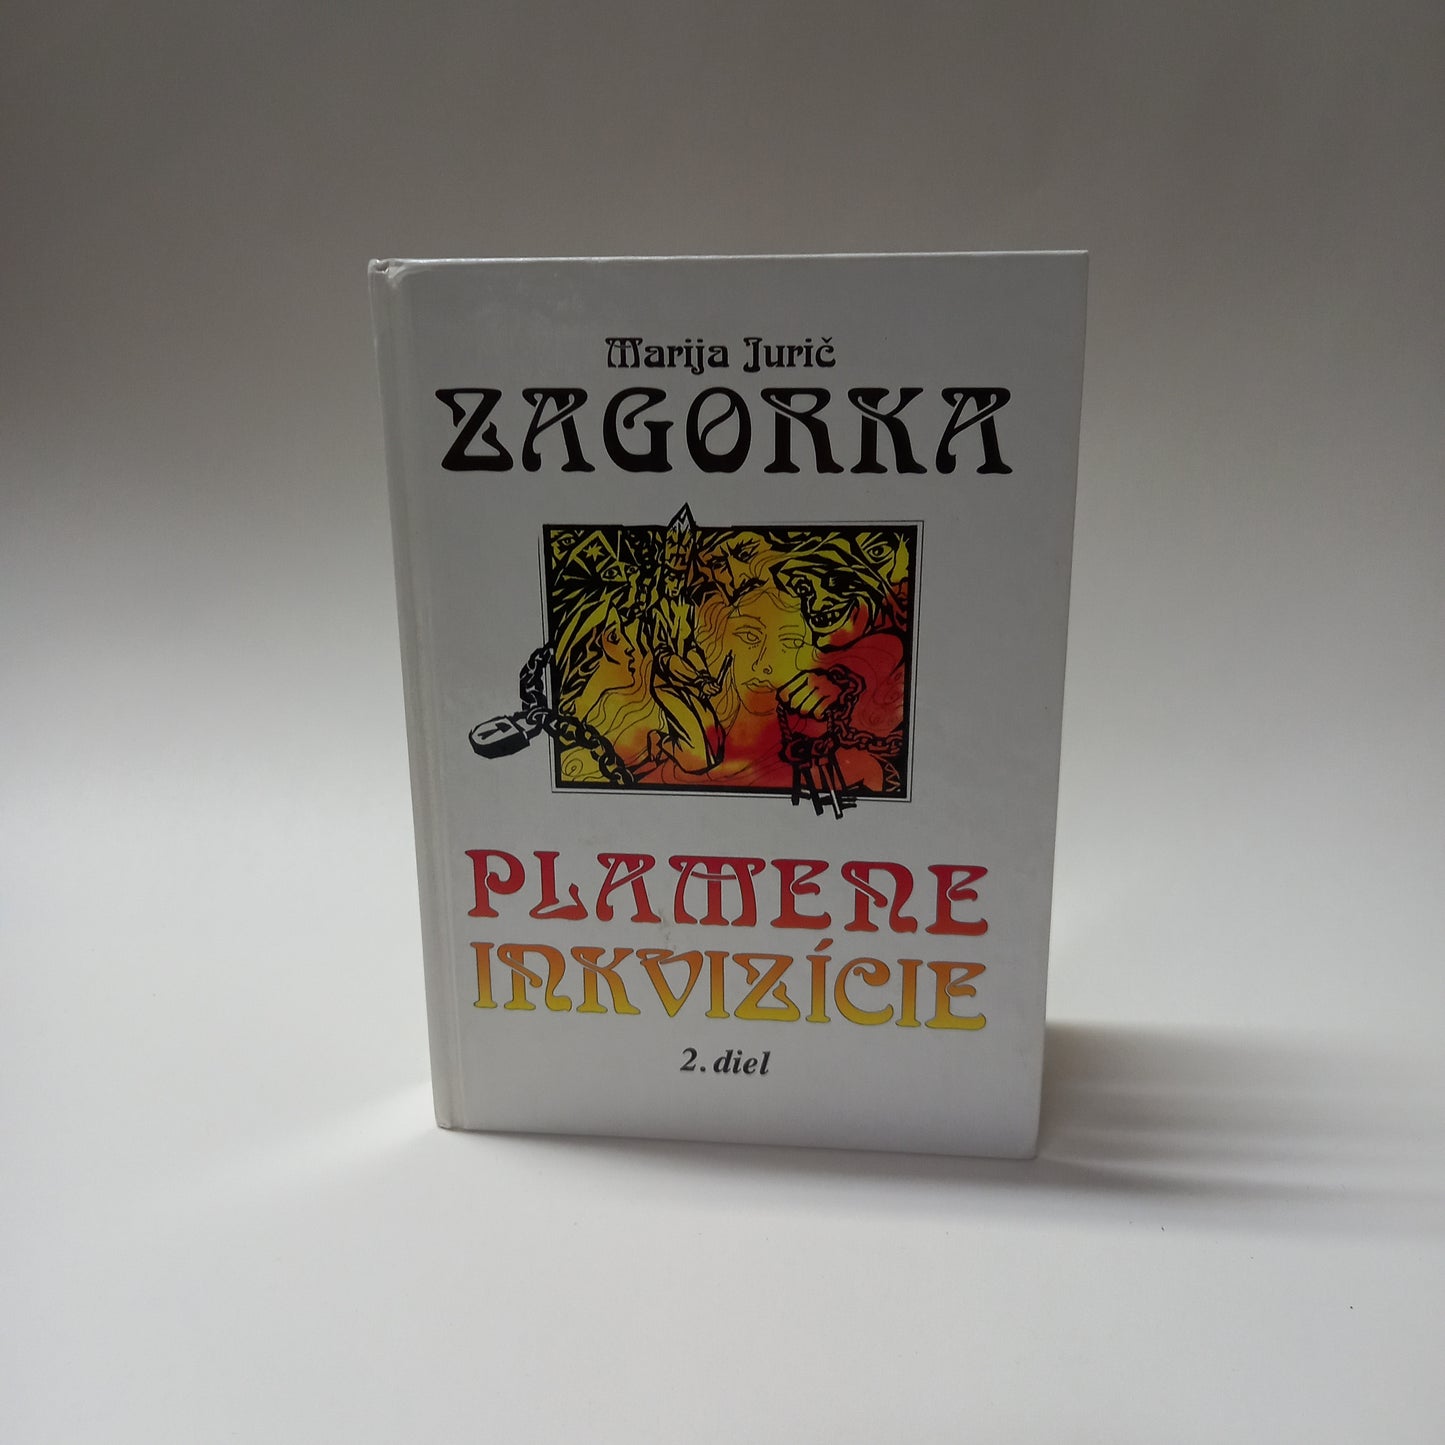 Marija Jurič
ZAGORKA
PLAMENE
INKVIZÍCIE
2. diel